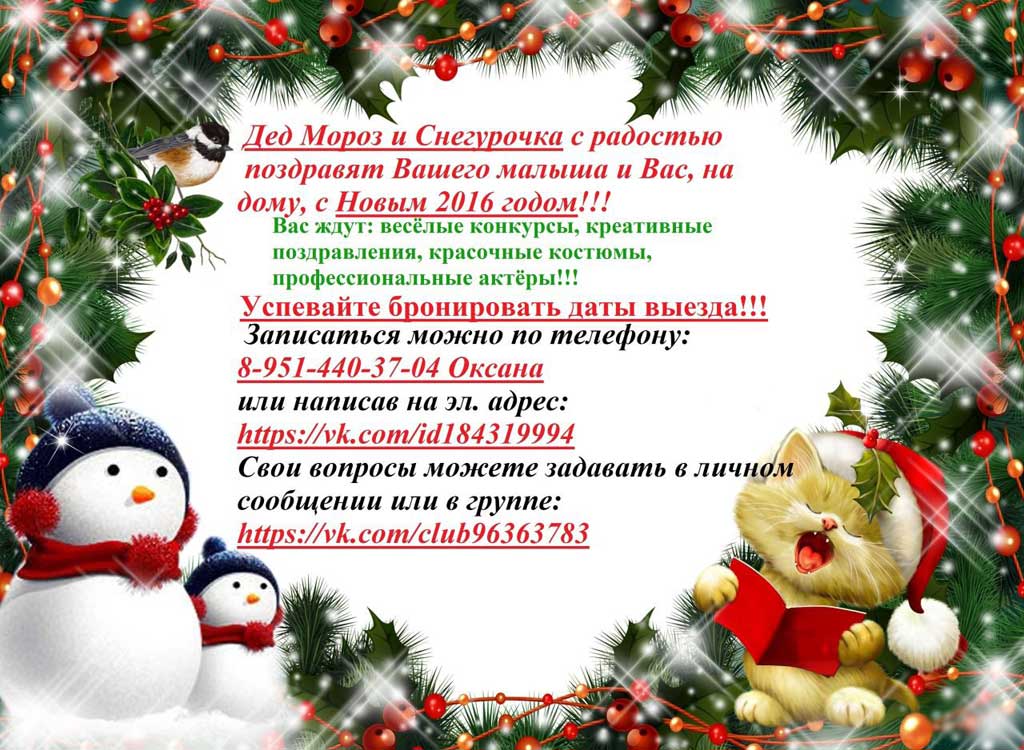 Дед Мороз и Снегурочка с радостью
поздравят Вашего малыша и Вас, на
дому, с Новым 2016 годом!!!
Вас ждут: весёлые конкурсы, креативные
поздравления, красочные костюмы,
профессиональные актёры!!!
Успевайте бронировать даты выезда!!!
Записаться можно по телефону:
8-951-440-37-04 Оксана
или написав на эл. адрес:
https://vk.com/id184319994
Свои вопросы можете задавать в личном
сообщении или в группе:
https://vk.com/club96363783